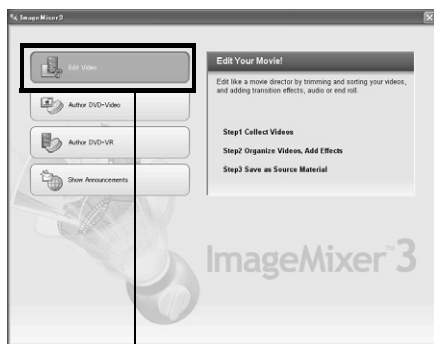 ImageMixer3
Edit Video
Author DVD-Video
Author DVD-VR
Show Announcements
Edit Your Movie!
Edit like a movie director by trimming and sorting your videos,
and adding transition effects, audio or end roll.
Step1 Collect Videos
Step2 Organize Videos, Add Effects
Step3 Save as Source Material
ImageMixer™3